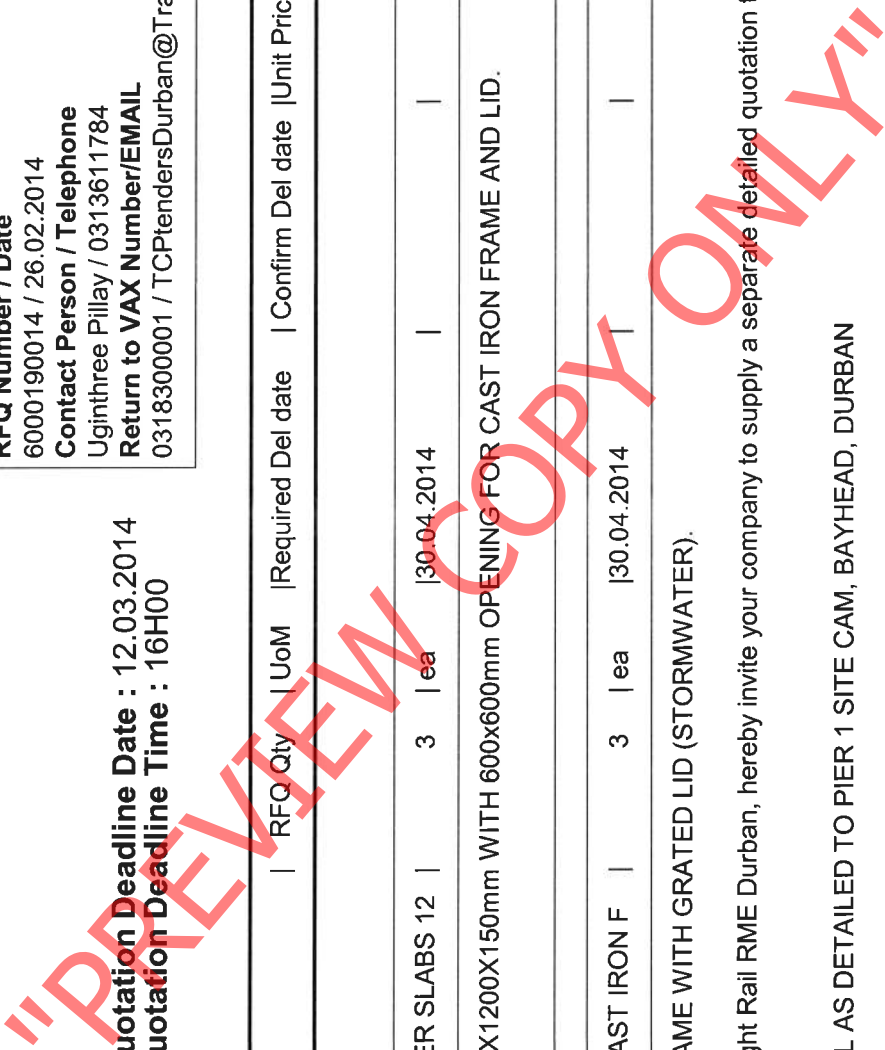 RFQ Number / Date
6000190014 / 26.02.2014
Contact Person / Telephone
Uginthree Pillay / 0313611784
Return to VAX Number/EMAIL
0318300001 / TCPtendersDurban@Tra
uotation Deadline Date : 12.03.2014
uotation Deadline Time : 16H00
| RFQ Qty | UoM |Required Del date | Confirm Del date |Unit Pric
ER SLABS 12 | 3 | ea |30.04.2014 | |
X1200X150mm WITH 600x600mm OPENING FOR CAST IRON FRAME AND LID.
AST IRON F | 3 | ea |30.04.2014 | |
AME WITH GRATED LID (STORMWATER).
ght Rail RME Durban, hereby invite your company to supply a separate detailed quotation
L AS DETAILED TO PIER 1 SITE CAM, BAYHEAD, DURBAN
"PREVIEW COPY ONLY"